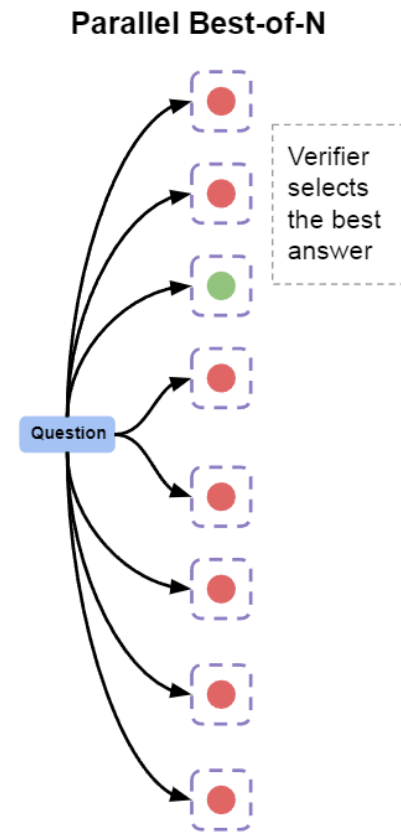 Parallel Best-of-N
Verifier
selects
the best
answer
Question